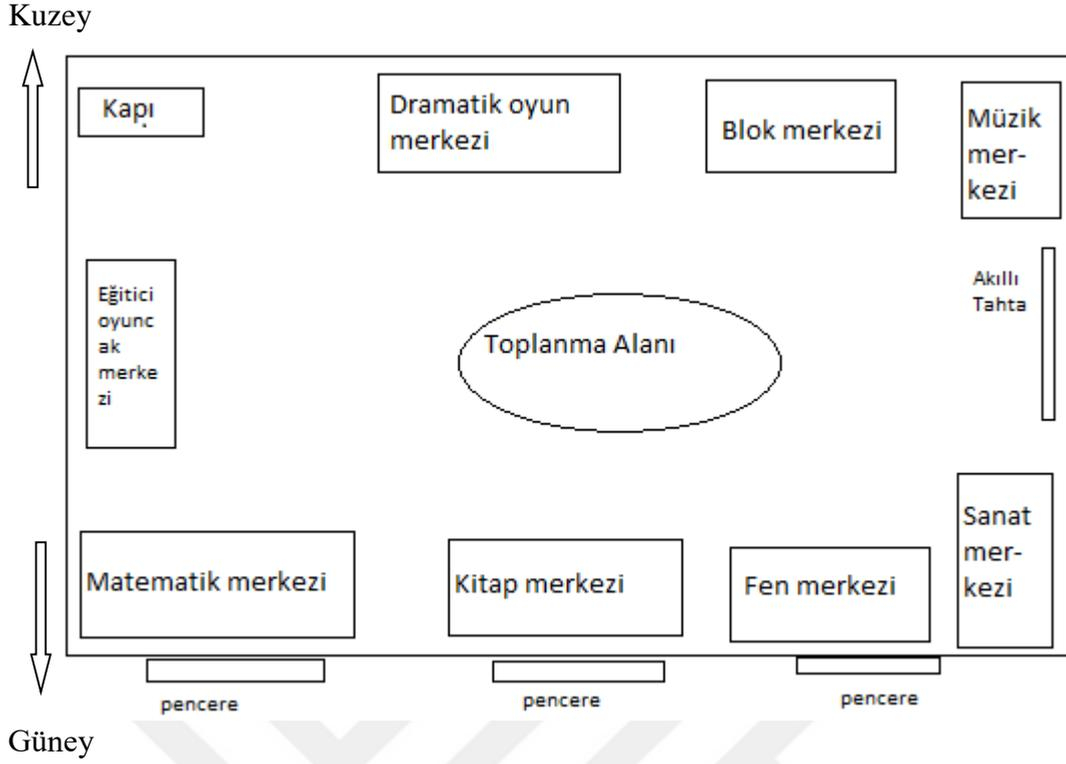 Kuzey
Kapı
Dramatik oyun
merkezi
Blok merkezi
Müzik
mer-
kezi
Eğitici
oyunc
ak
merke
zi
Toplanma Alanı
Akıllı
Tahta
Matematik merkezi
Kitap merkezi
Fen merkezi
Sanat
mer-
kezi
pencere
pencere
pencere
Güney